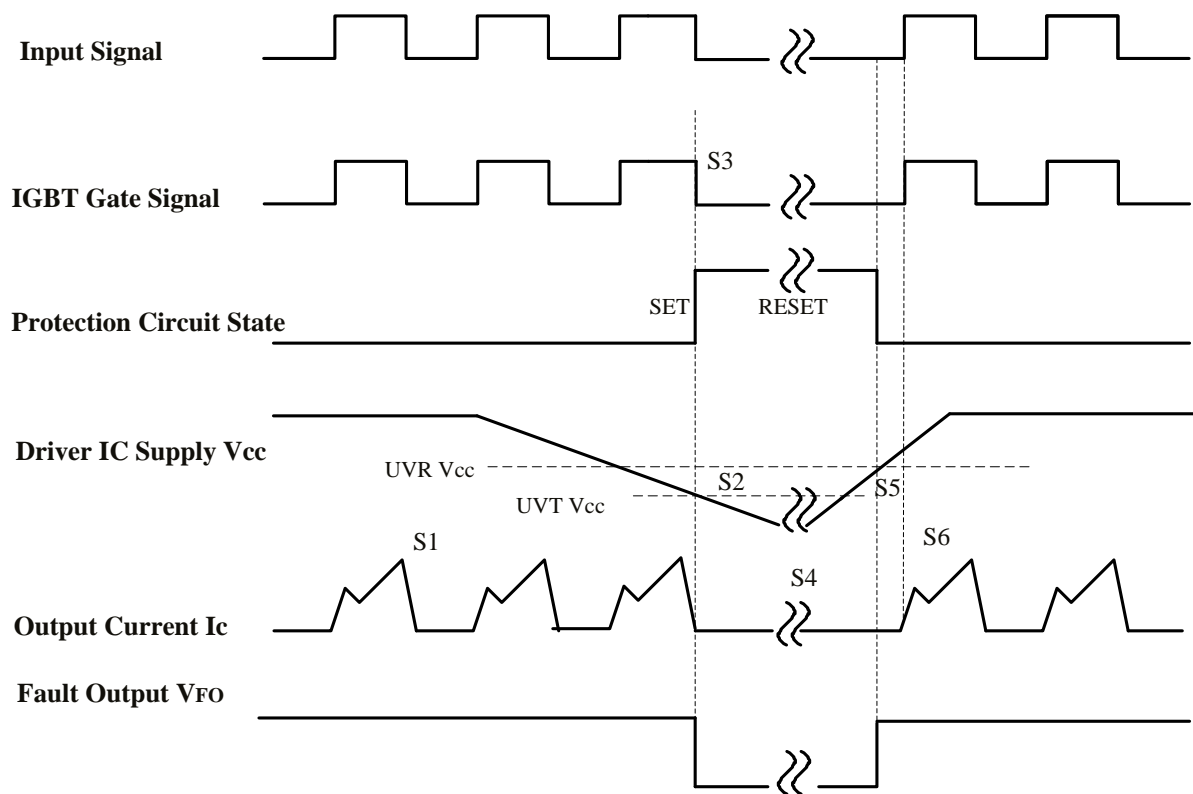 Input Signal
S3
IGBT Gate Signal
SET
RESET
Protection Circuit State
Driver IC Supply Vcc
UVR Vcc
S2
S5
UVT Vcc
S1
S6
S4
Output Current Ic
Fault Output VFO